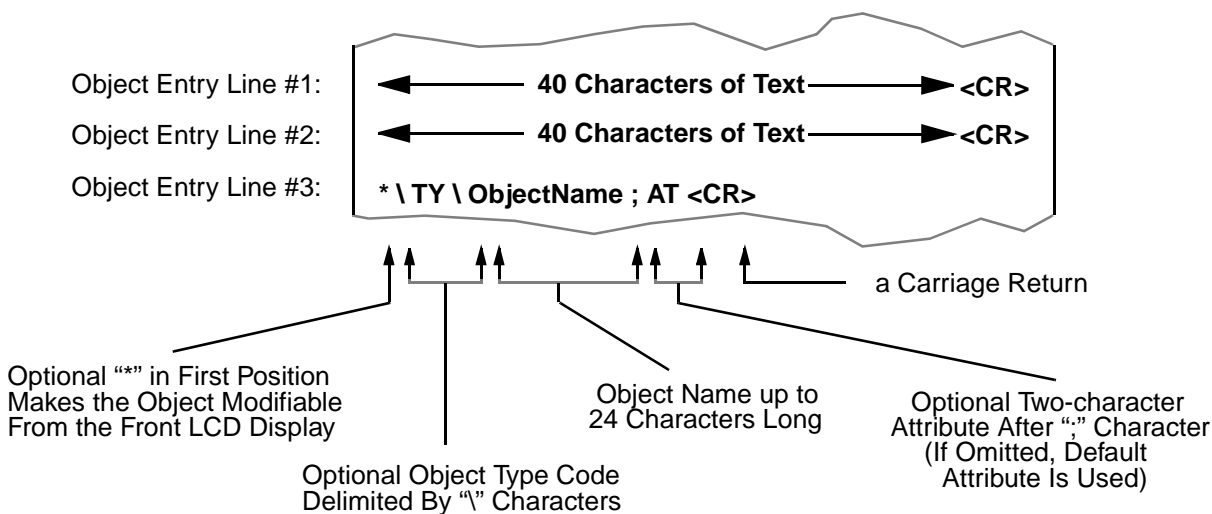 Object Entry Line #1: 40 Characters of Text <CR>
Object Entry Line #2: 40 Characters of Text <CR>
Object Entry Line #3: * \ TY \ ObjectName ; AT <CR>
a Carriage Return
Optional “*” in First Position
Makes the Object Modifiable
From the Front LCD Display
Object Name up to
24 Characters Long
Optional Two-character
Attribute After “;” Character
(If Omitted, Default
Attribute Is Used)
Optional Object Type Code
Delimited By “\” Characters